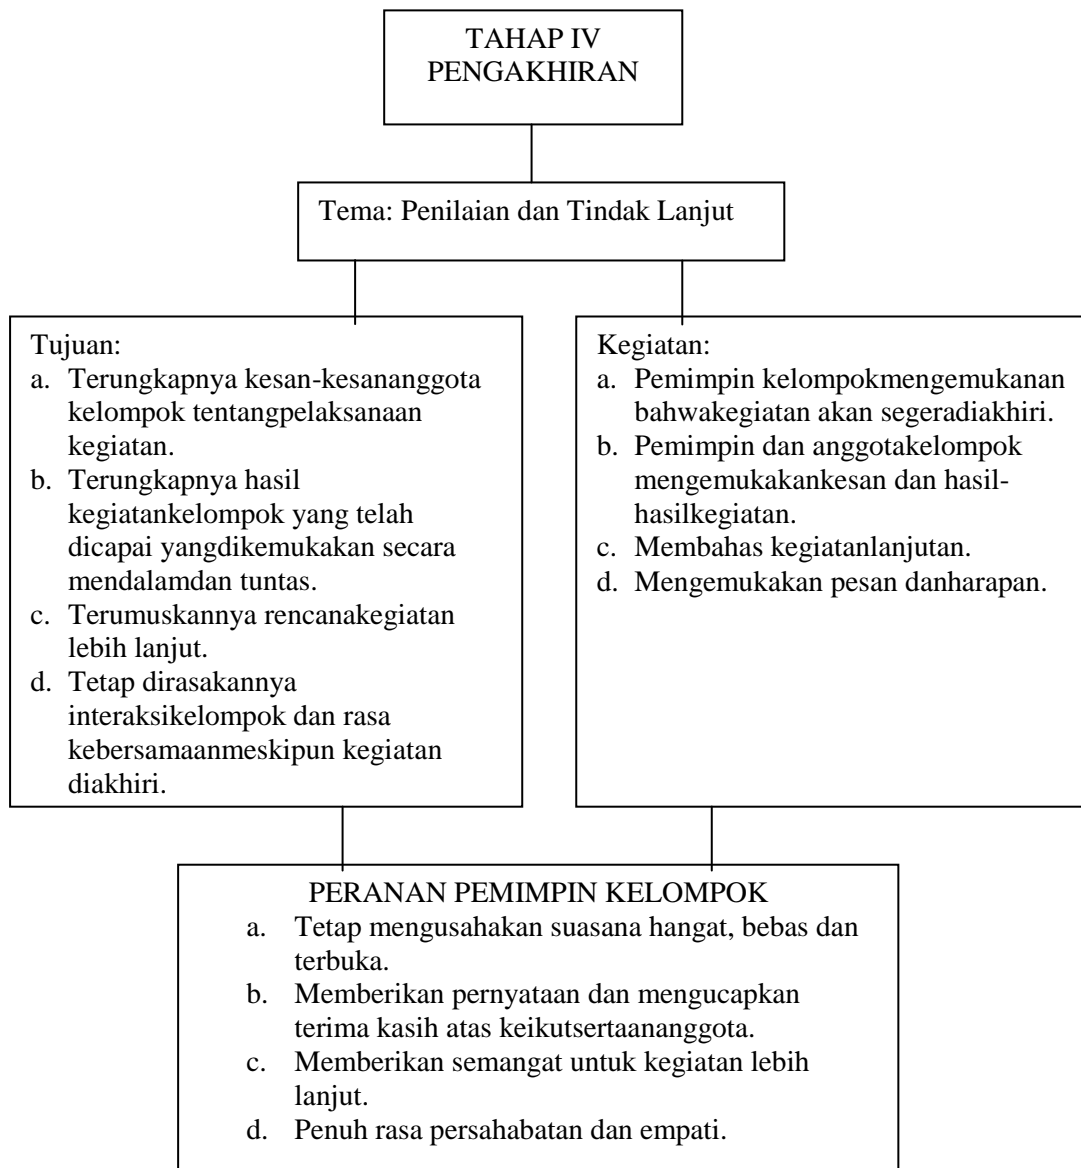 TAHAP IV
PENGAKHIRAN
Tema: Penilaian dan Tindak Lanjut
Tujuan:
a. Terungkapnya kesan-kesananggota
kelompok tentangpelaksanaan
kegiatan.
b. Terungkapnya hasil
kegiatankelompok yang telah
dicapai yangdikemukakan secara
mendalamdan tuntas.
c. Terumuskannya rencanakegiatan
lebih lanjut.
d. Tetap dirasakannya
interaksikelompok dan rasa
kebersamaanmeskipun kegiatan
diakhiri.
Kegiatan:
a. Pemimpin kelompokmengemukanan
bahwakegiatan akan segeradiakhiri.
b. Pemimpin dan anggotakelompok
mengemukakankesan dan hasil-
hasilkegiatan.
c. Membahas kegiatanlanjutan.
d. Mengemukakan pesan danharapan.
PERANAN PEMIMPIN KELOMPOK
a. Tetap mengusahakan suasana hangat, bebas dan
terbuka.
b. Memberikan pernyataan dan mengucapkan
terima kasih atas keikutsertaananggota.
c. Memberikan semangat untuk kegiatan lebih
lanjut.
d. Penuh rasa persahabatan dan empati.